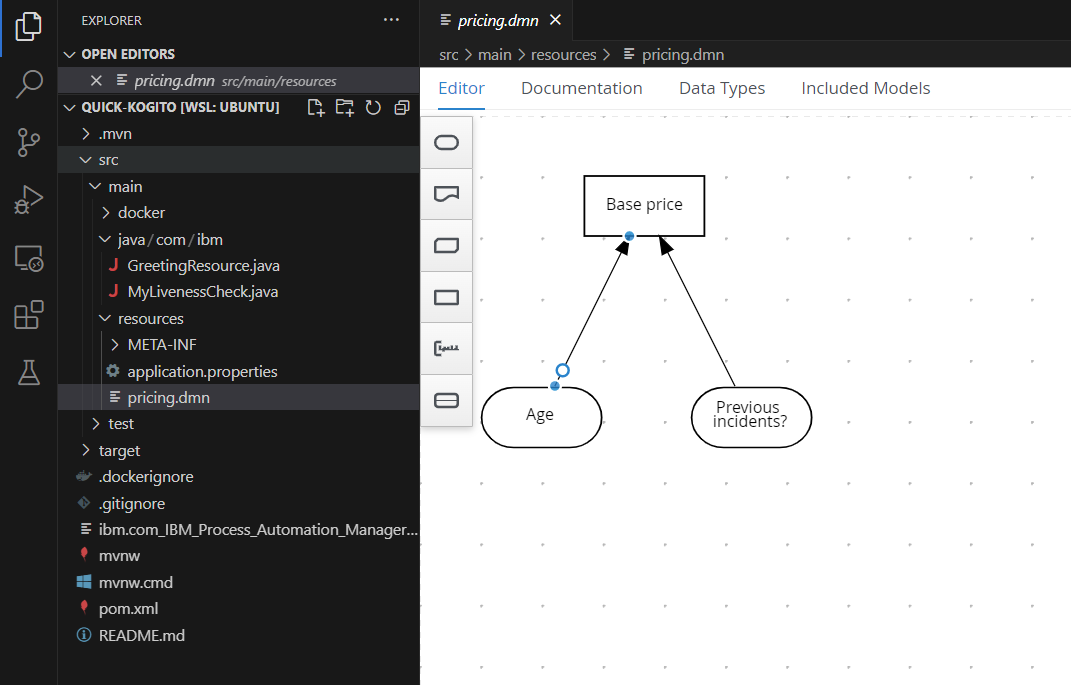 EXPLORER
OPEN EDITORS
pricing.dmn src/main/resources
QUICK-KOGITO [WSL: UBUNTU]
.mvn
src
main
docker
java/com/ibm
GreetingResource.java
MyLivenessCheck.java
resources
META-INF
application.properties
pricing.dmn
test
target
.dockerignore
.gitignore
ibm.com_IBM_Process_Automation_Manager...
mvnw
mvnw.cmd
pom.xml
README.md
pricing.dmn
src > main > resources > pricing.dmn
Editor Documentation Data Types Included Models
Base price
Age
Previous
incidents?